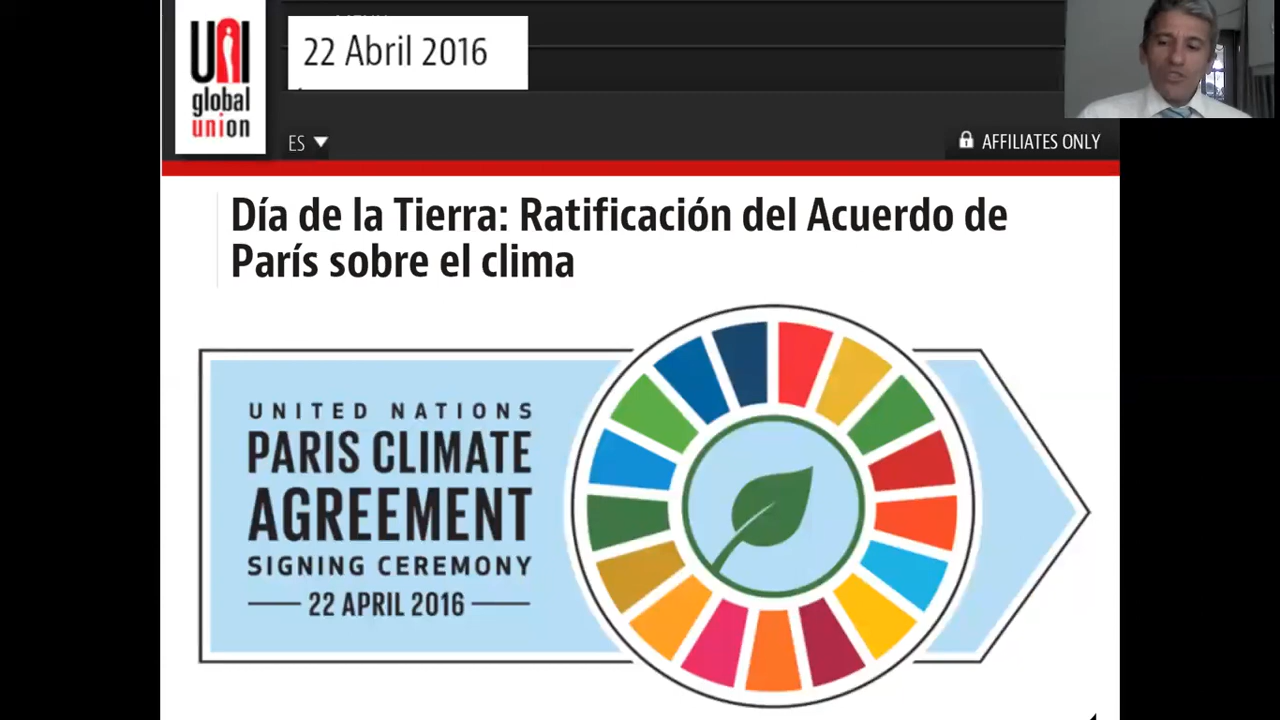 UNI
global
union
22 Abril 2016
ES
AFFILIATES ONLY
Día de la Tierra: Ratificación del Acuerdo de
París sobre el clima
UNITED NATIONS
PARIS CLIMATE
AGREEMENT
SIGNING CEREMONY
22 APRIL 2016